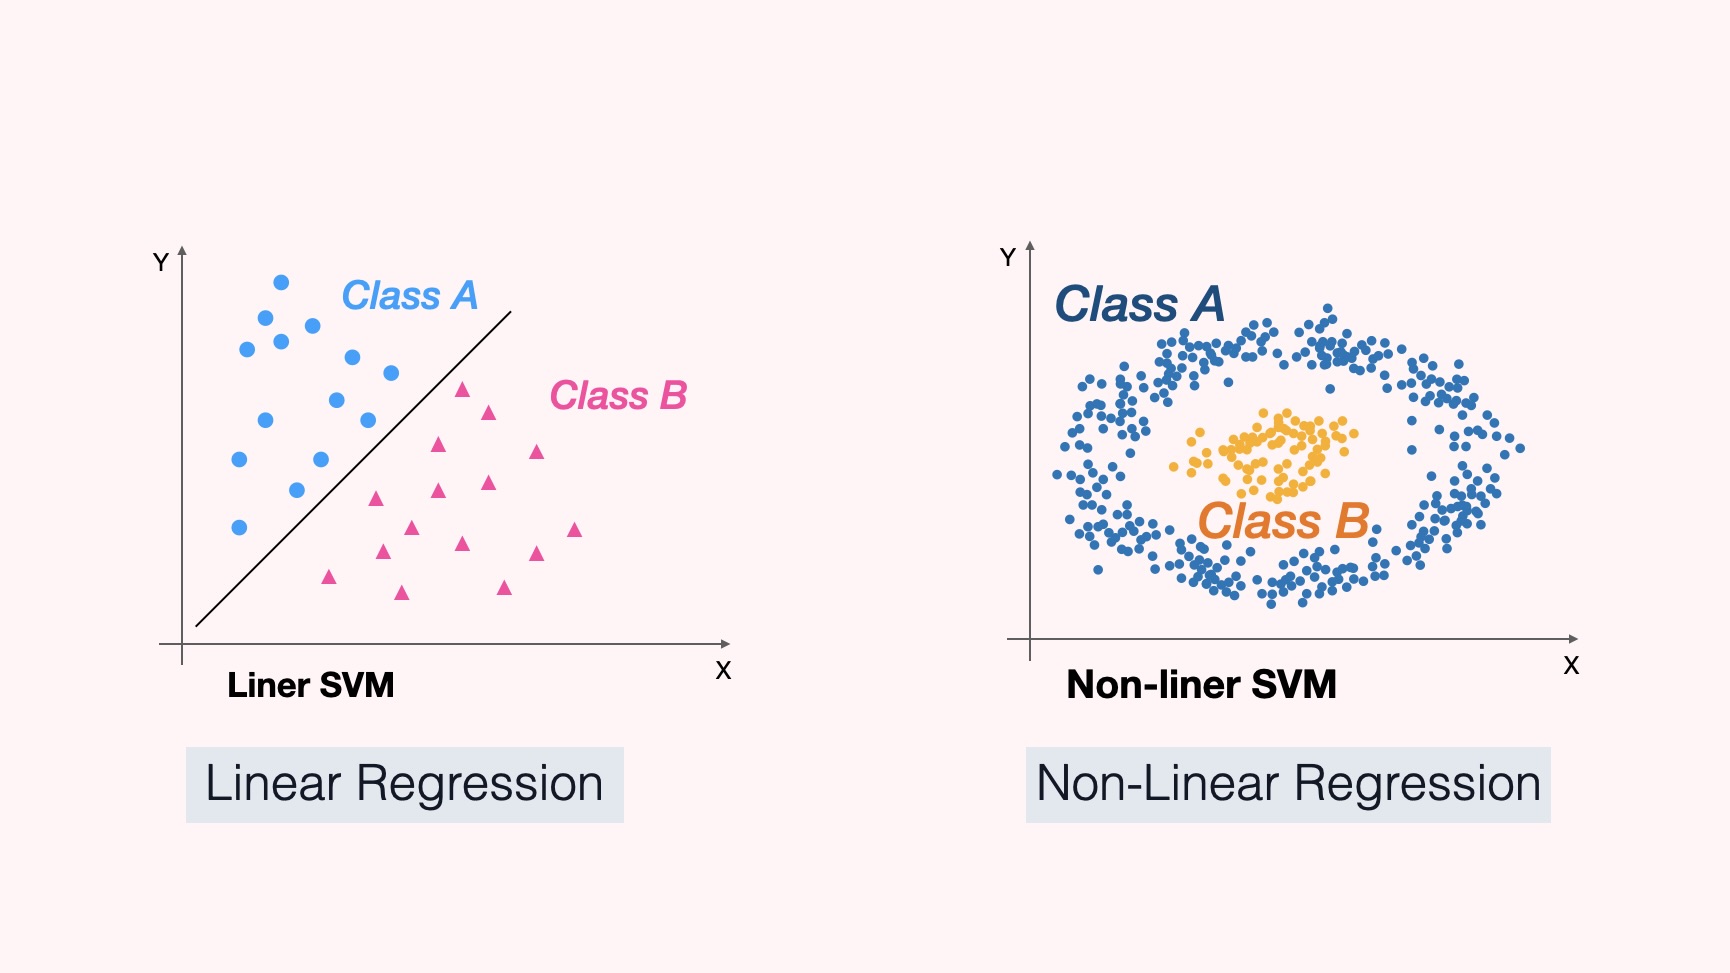 Y
Class A
Class B
X
Liner SVM
Linear Regression
Y
Class A
Class B
X
Non-liner SVM
Non-Linear Regression